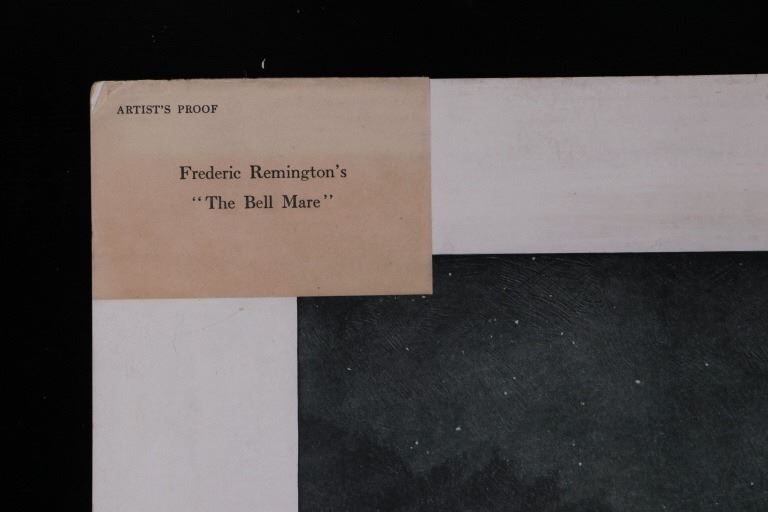 ARTIST'S PROOF
Frederic Remington's
“The Bell Mare”